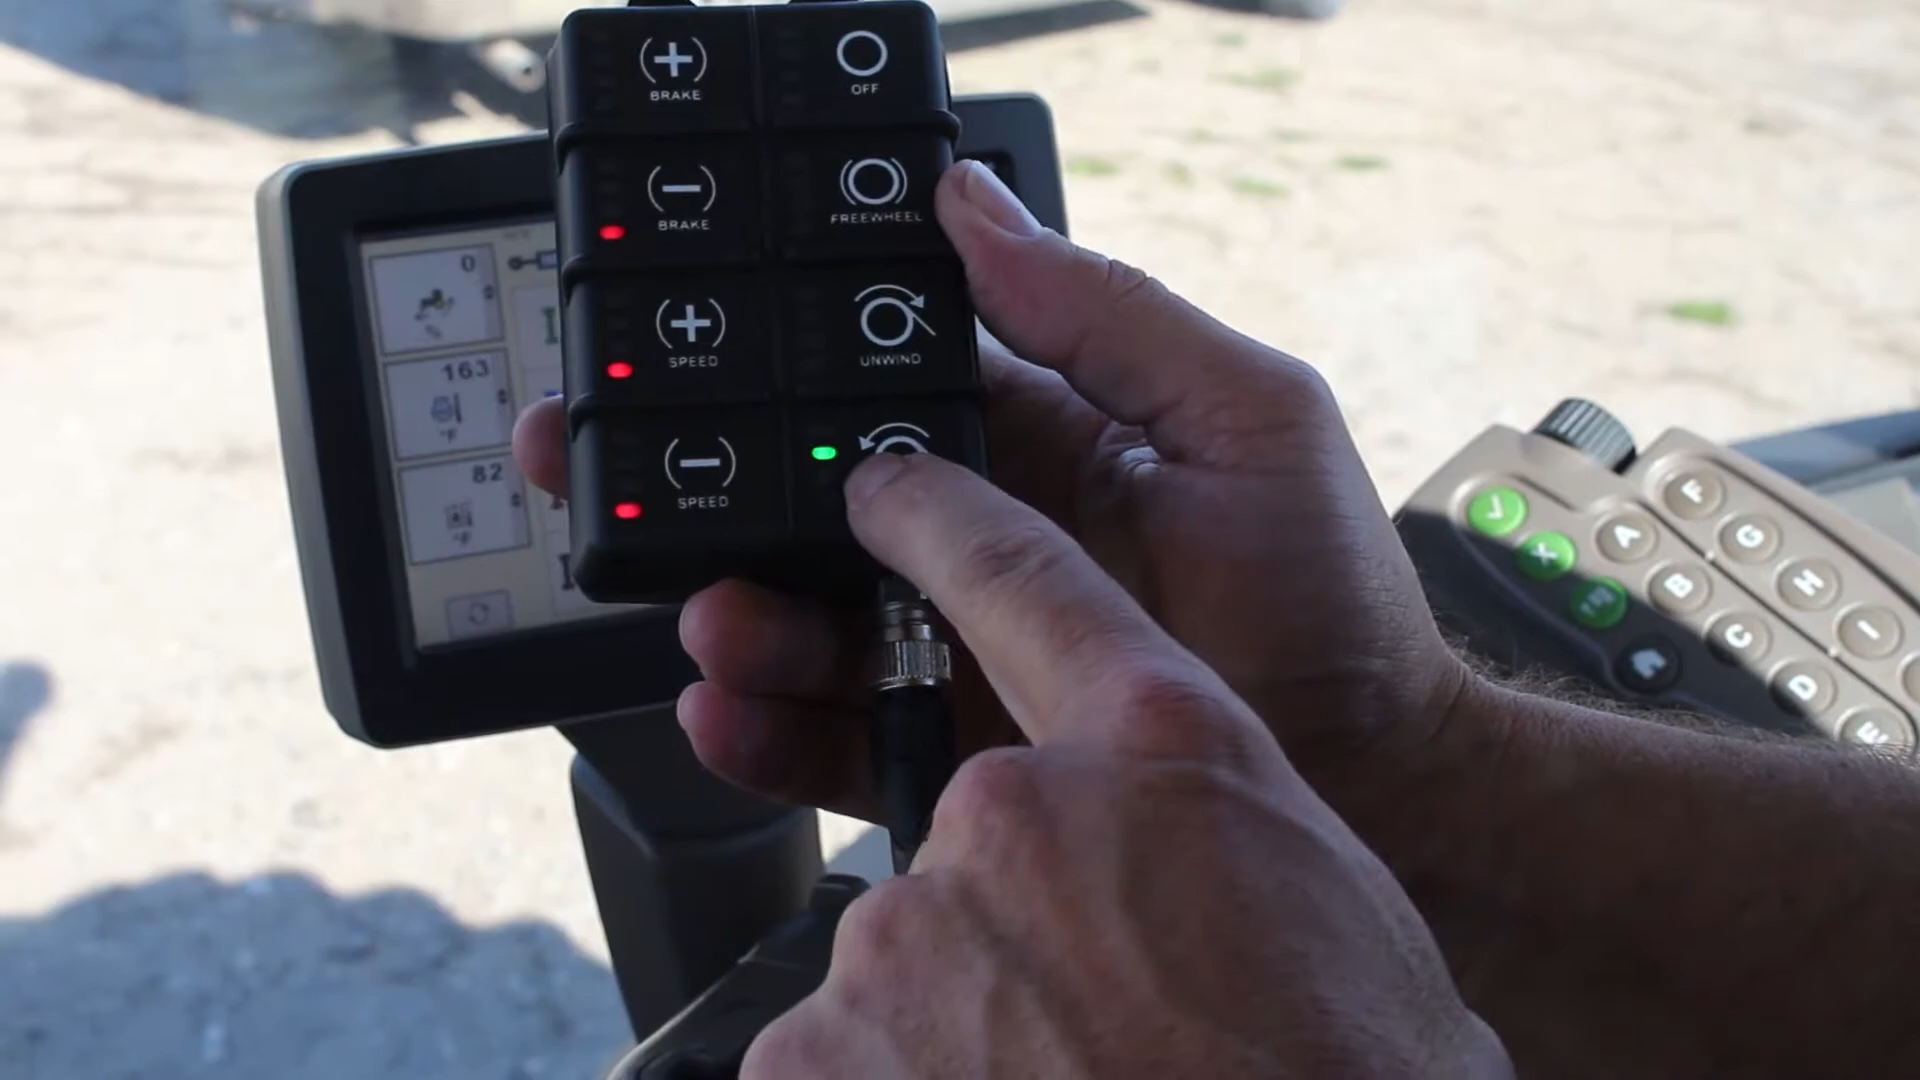 BRAKE
OFF
BRAKE
FREEWHEEL
SPEED
UNWIND
SPEED
0
163
°F
82
°F
F
A
G
B
H
C
I
D
E